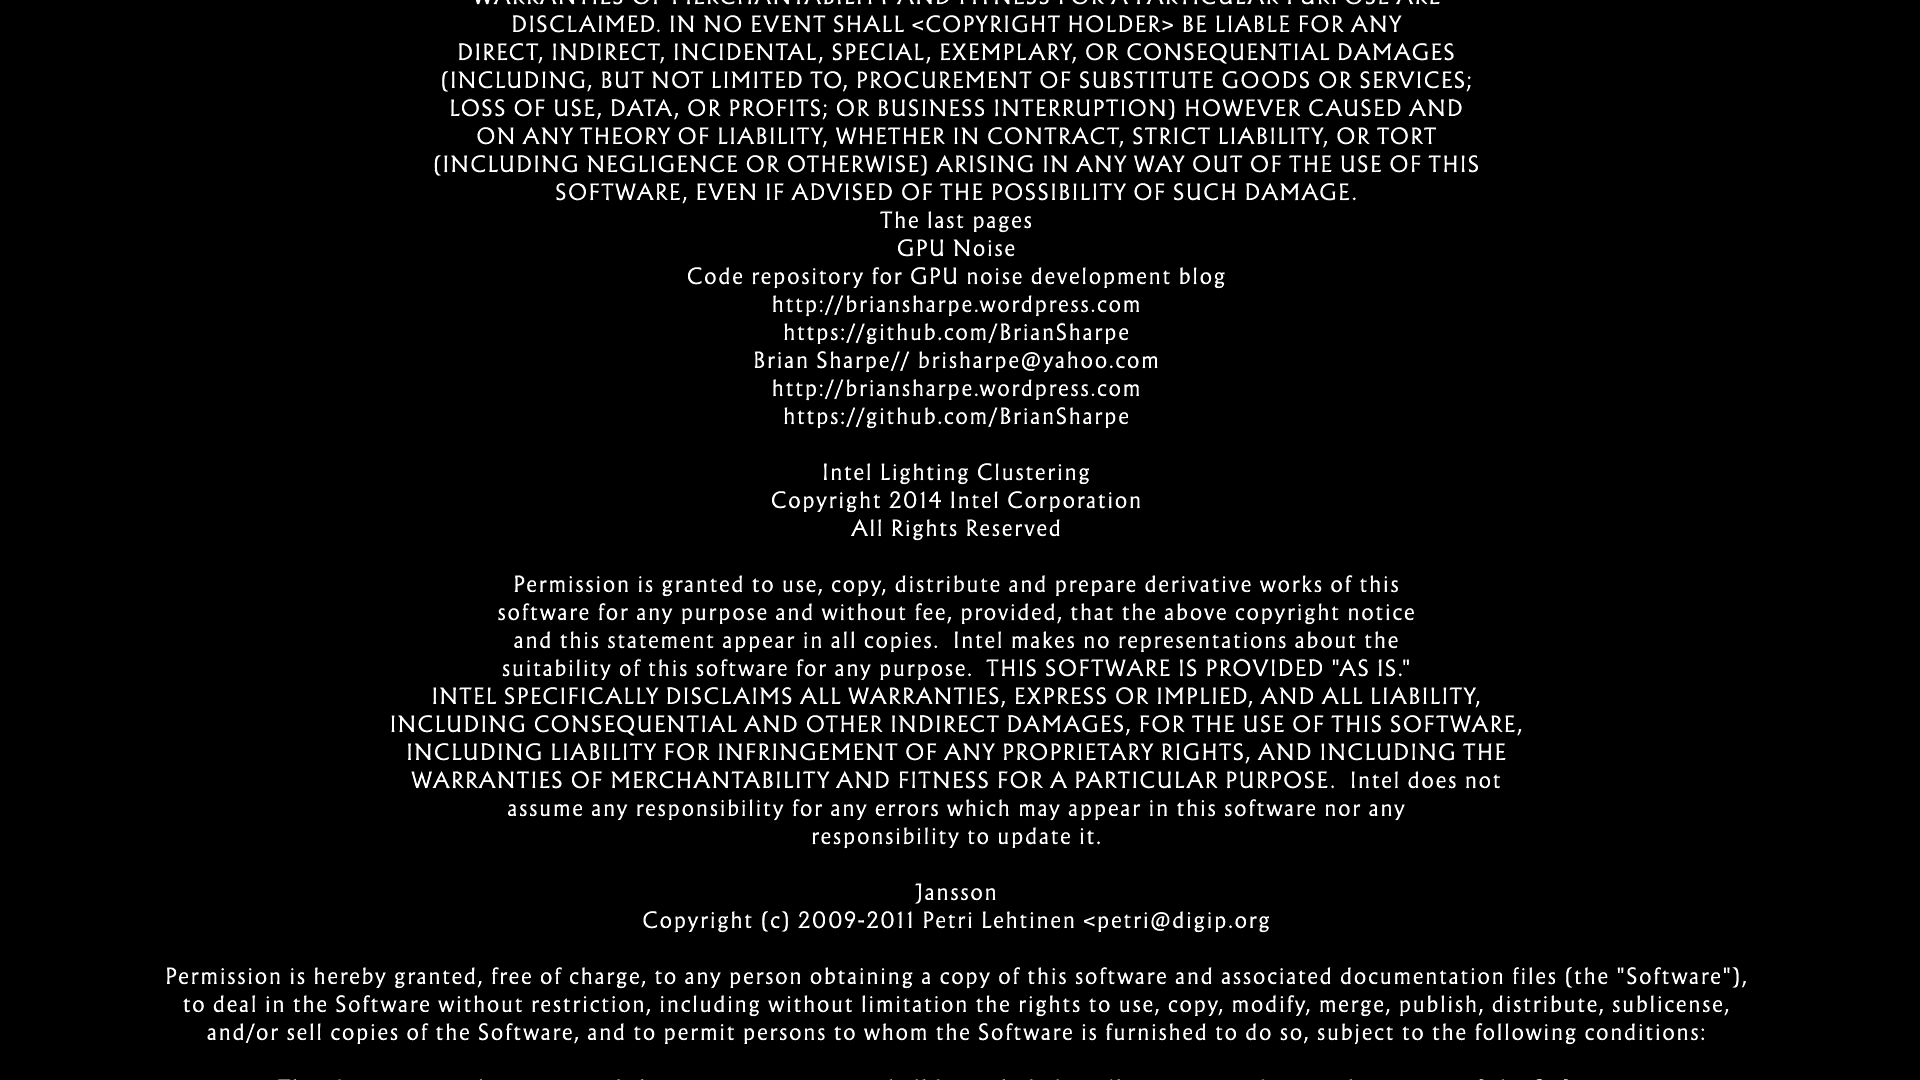 WARRANTIES OF MERCHANTABILITY AND FITNESS FOR A PARTICULAR PURPOSE ARE
DISCLAIMED. IN NO EVENT SHALL <COPYRIGHT HOLDER> BE LIABLE FOR ANY
DIRECT, INDIRECT, INCIDENTAL, SPECIAL, EXEMPLARY, OR CONSEQUENTIAL DAMAGES
(INCLUDING, BUT NOT LIMITED TO, PROCUREMENT OF SUBSTITUTE GOODS OR SERVICES;
LOSS OF USE, DATA, OR PROFITS; OR BUSINESS INTERRUPTION) HOWEVER CAUSED AND
ON ANY THEORY OF LIABILITY, WHETHER IN CONTRACT, STRICT LIABILITY, OR TORT
(INCLUDING NEGLIGENCE OR OTHERWISE) ARISING IN ANY WAY OUT OF THE USE OF THIS
SOFTWARE, EVEN IF ADVISED OF THE POSSIBILITY OF SUCH DAMAGE.
The last pages
GPU Noise
Code repository for GPU noise development blog
http://briansharpe.wordpress.com
https://github.com/BrianSharpe
Brian Sharpe// brisharpe@yahoo.com
http://briansharpe.wordpress.com
https://github.com/BrianSharpe
Intel Lighting Clustering
Copyright 2014 Intel Corporation
All Rights Reserved
Permission is granted to use, copy, distribute and prepare derivative works of this
software for any purpose and without fee, provided, that the above copyright notice
and this statement appear in all copies.  Intel makes no representations about the
suitability of this software for any purpose.  THIS SOFTWARE IS PROVIDED "AS IS."
INTEL SPECIFICALLY DISCLAIMS ALL WARRANTIES, EXPRESS OR IMPLIED, AND ALL LIABILITY,
INCLUDING CONSEQUENTIAL AND OTHER INDIRECT DAMAGES, FOR THE USE OF THIS SOFTWARE,
INCLUDING LIABILITY FOR INFRINGEMENT OF ANY PROPRIETARY RIGHTS, AND INCLUDING THE
WARRANTIES OF MERCHANTABILITY AND FITNESS FOR A PARTICULAR PURPOSE.  Intel does not
assume any responsibility for any errors which may appear in this software nor any
responsibility to update it.
Jansson
Copyright (c) 2009-2011 Petri Lehtinen <petri@digip.org
Permission is hereby granted, free of charge, to any person obtaining a copy of this software and associated documentation files (the "Software"),
to deal in the Software without restriction, including without limitation the rights to use, copy, modify, merge, publish, distribute, sublicense,
and/or sell copies of the Software, and to permit persons to whom the Software is furnished to do so, subject to the following conditions: